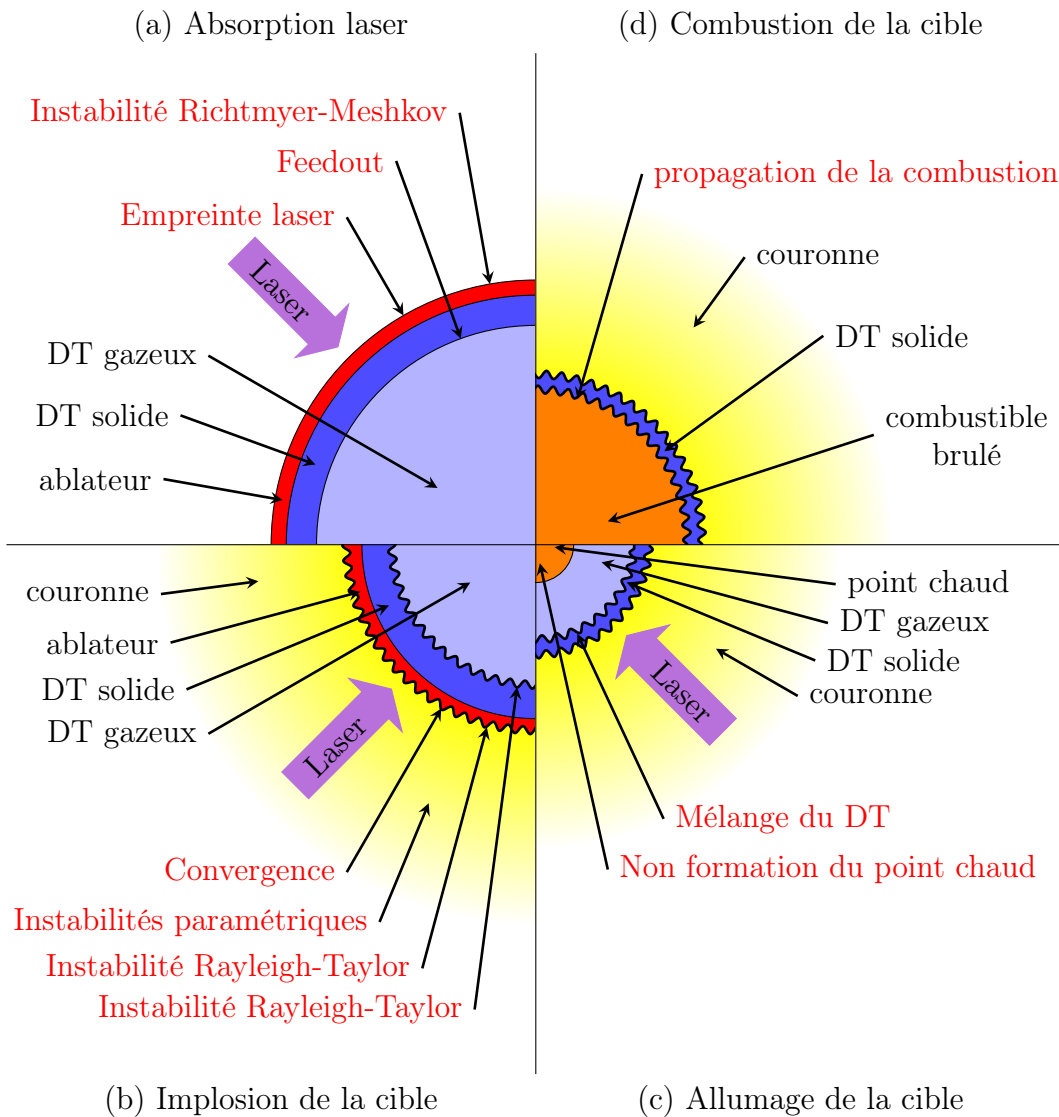 (a) Absorption laser
Instabilité Richtmyer-Meshkov
Feedout
Empreinte laser
Laser
DT gazeux
DT solide
ablateur
(d) Combustion de la cible
propagation de la combustion
couronne
DT solide
combustible
brulé
couronne
ablateur
DT solide
DT gazeux
Laser
Convergence
Instabilités paramétriques
Instabilité Rayleigh-Taylor
Instabilité Rayleigh-Taylor
(b) Implosion de la cible
point chaud
DT gazeux
DT solide
couronne
Laser
Mélange du DT
Non formation du point chaud
(c) Allumage de la cible